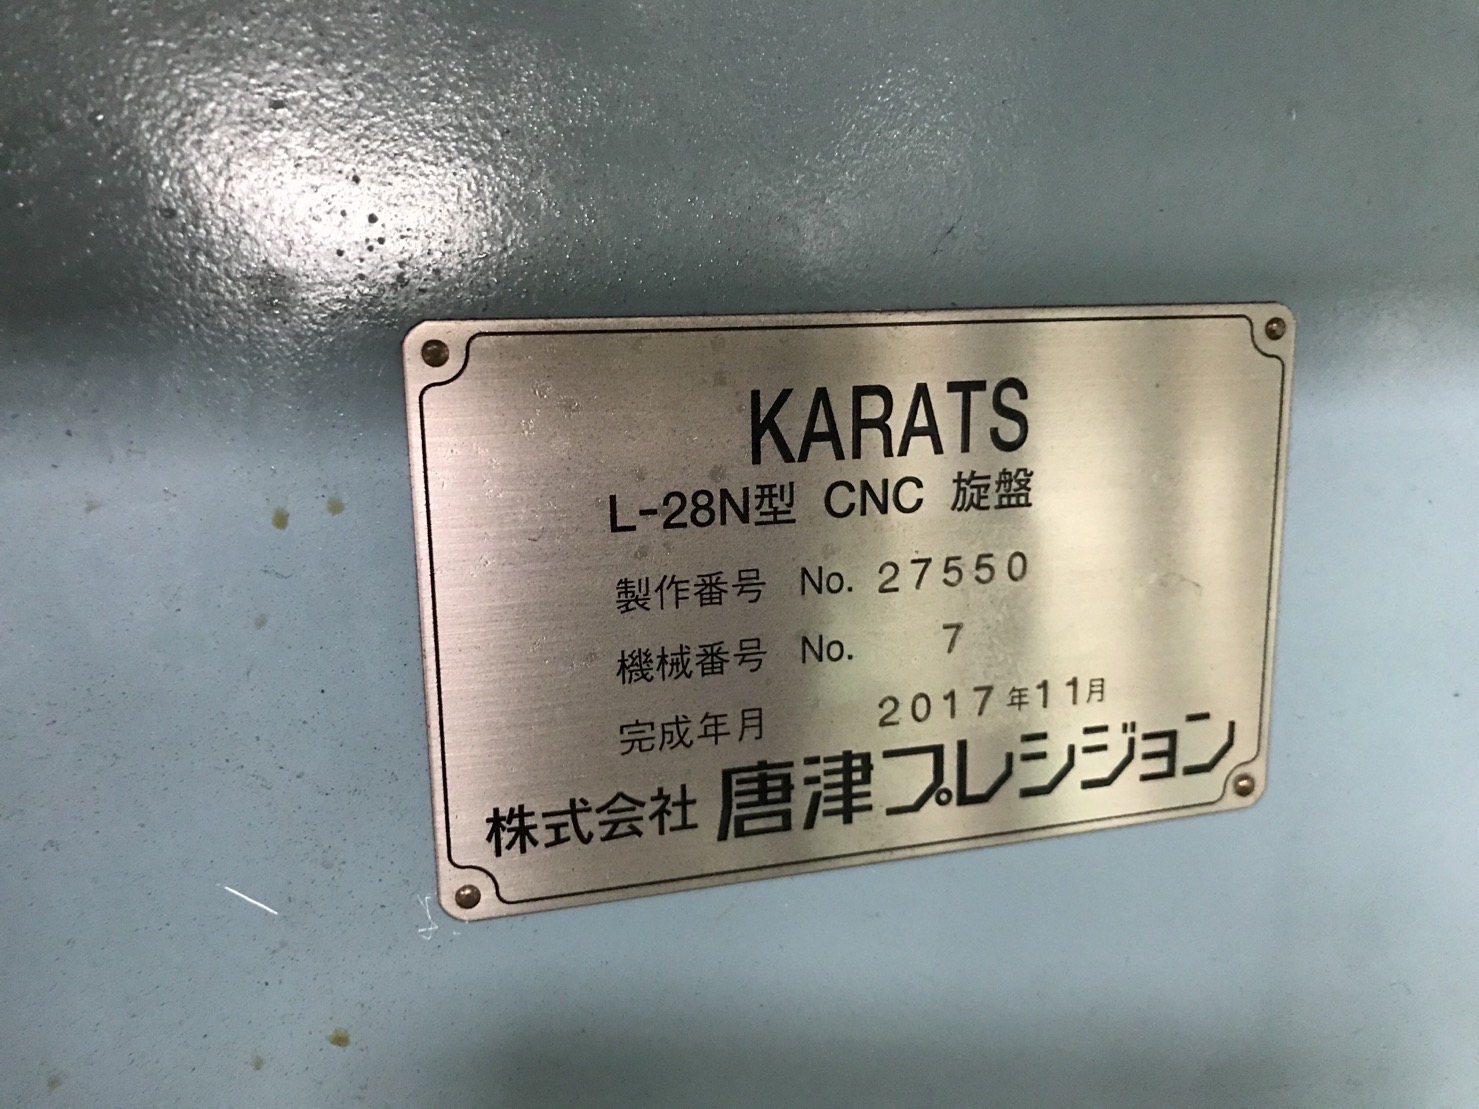 KARATS
L-28N型 CNC 旋盤
製作番号 No. 27550
機械番号 No. 7
完成年月 2017年11月
株式会社 唐津プレシジョン